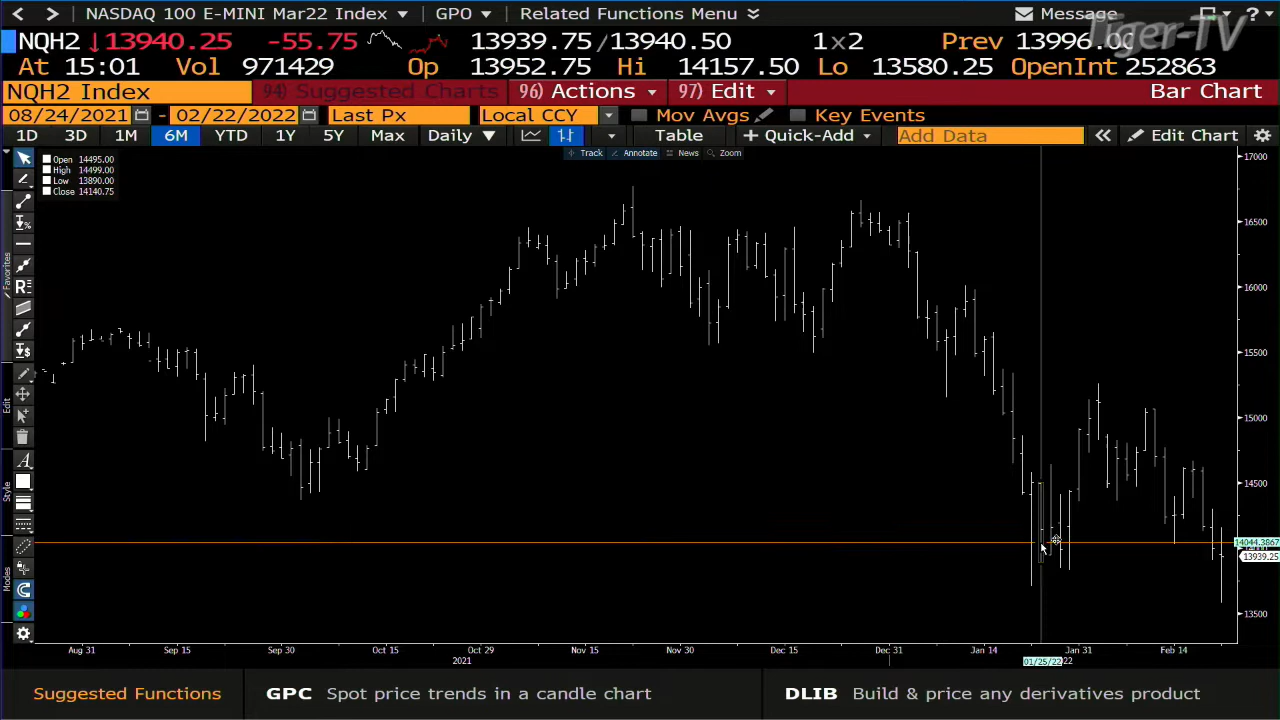 NASDAQ 100 E-MINI Mar22 Index GPO Related Functions Menu Message ?
Tiger-TV
NQH2 ↓13940.25 -55.75 13939.75/13940.50 1x2 Prev 13996.00
At 15:01 Vol 971429 Op 13952.75 Hi 14157.50 Lo 13580.25 OpenInt 252863
NQH2 Index 94) Suggested Charts 96) Actions 97) Edit Bar Chart
08/24/2021 - 02/22/2022 Last Px Local CCY Mov Avgs Key Events
1D 3D 1M 6M YTD 1Y 5Y Max Daily ▼ Table + Quick-Add Add Data « Edit Chart
Track Annotate News Zoom
Open 14495.00
High 14499.00
Low 13890.00
Close 14140.75
17000
16500
16000
15500
15000
14500
14044.3867
13939.25
13500
Favorites
Edit
Style
Modes
%
R
$
A
Aug 31 Sep 15 Sep 30 Oct 15 Oct 29 Nov 15 Nov 30 Dec 15 Dec 31 Jan 14 Jan 31 Feb 14
2021 01/25/22 22
Suggested Functions GPC Spot price trends in a candle chart DLIB Build & price any derivatives product